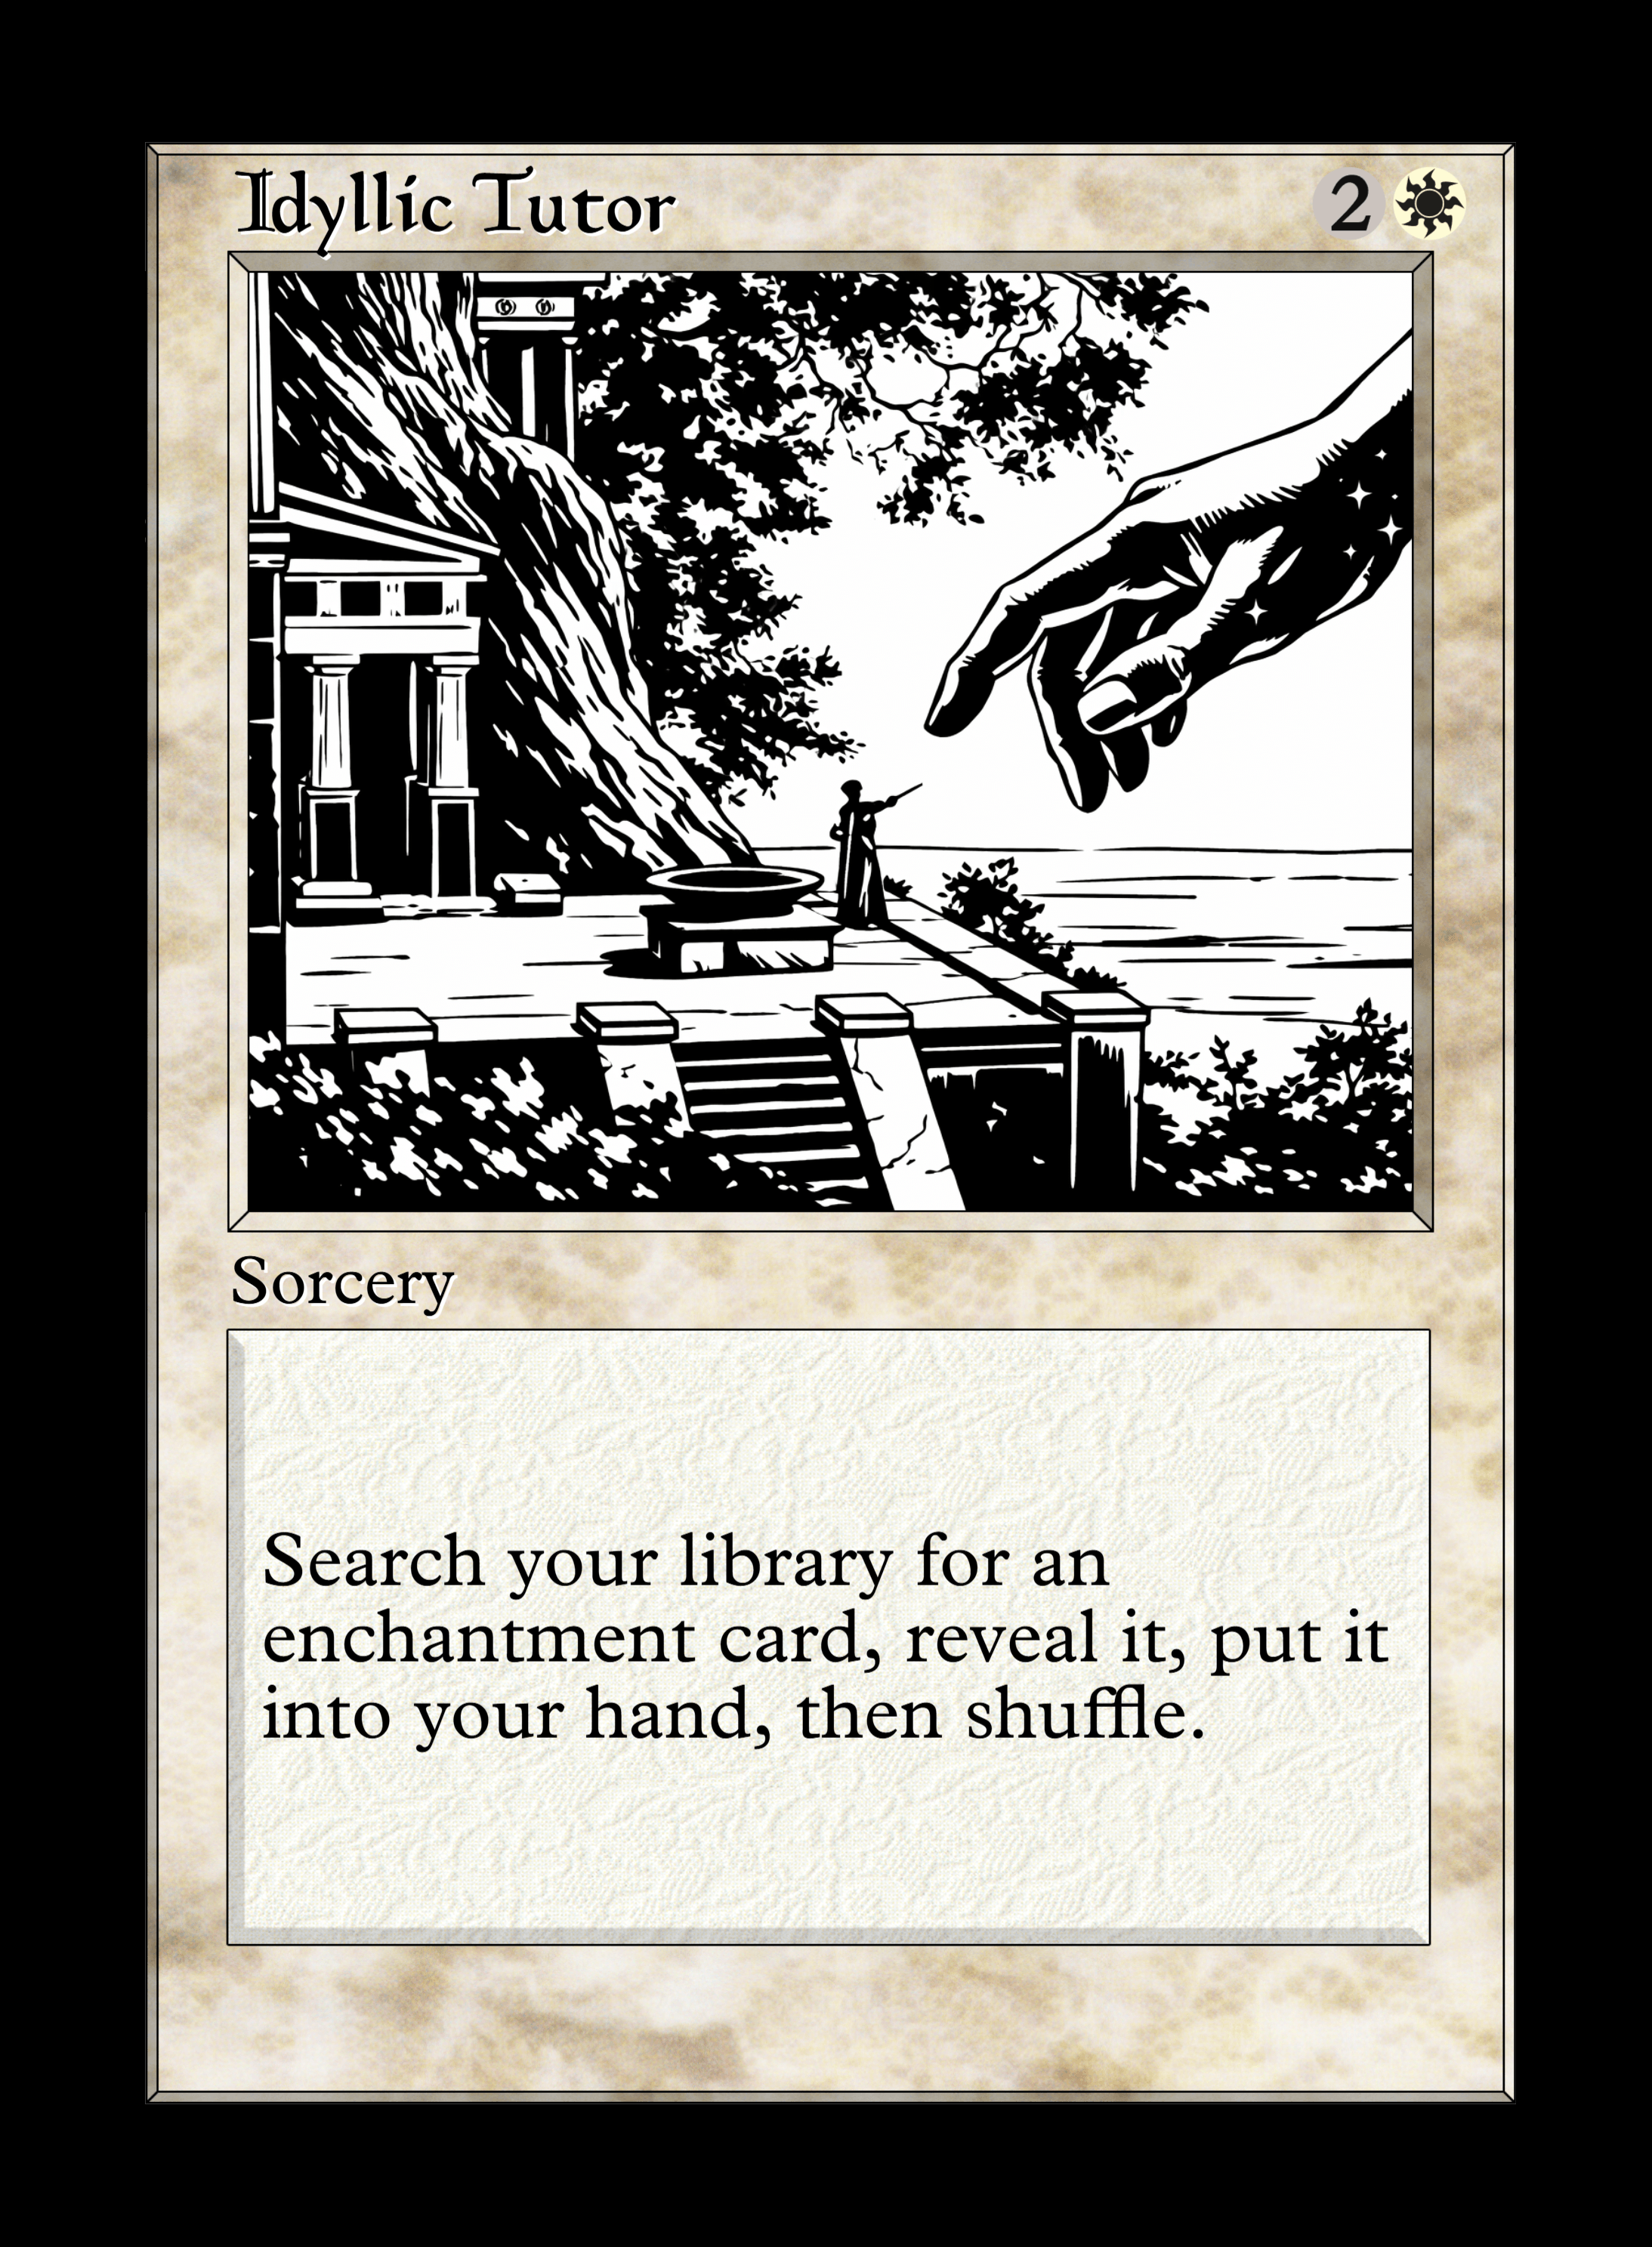 Idyllic Tutor 2
Sorcery
Search your library for an
enchantment card, reveal it, put it
into your hand, then shuffle.